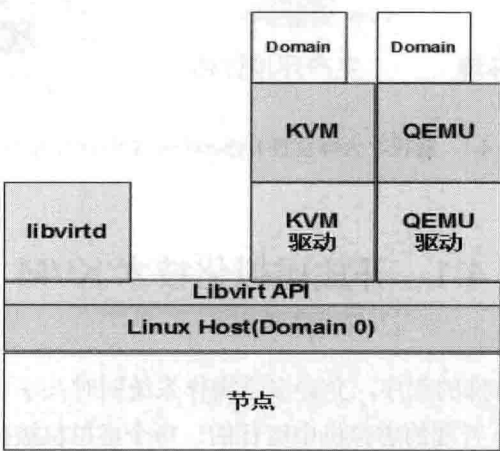 Domain
Domain
KVM
QEMU
libvirtd
KVM
驱动
QEMU
驱动
Libvirt API
Linux Host(Domain 0)
节点